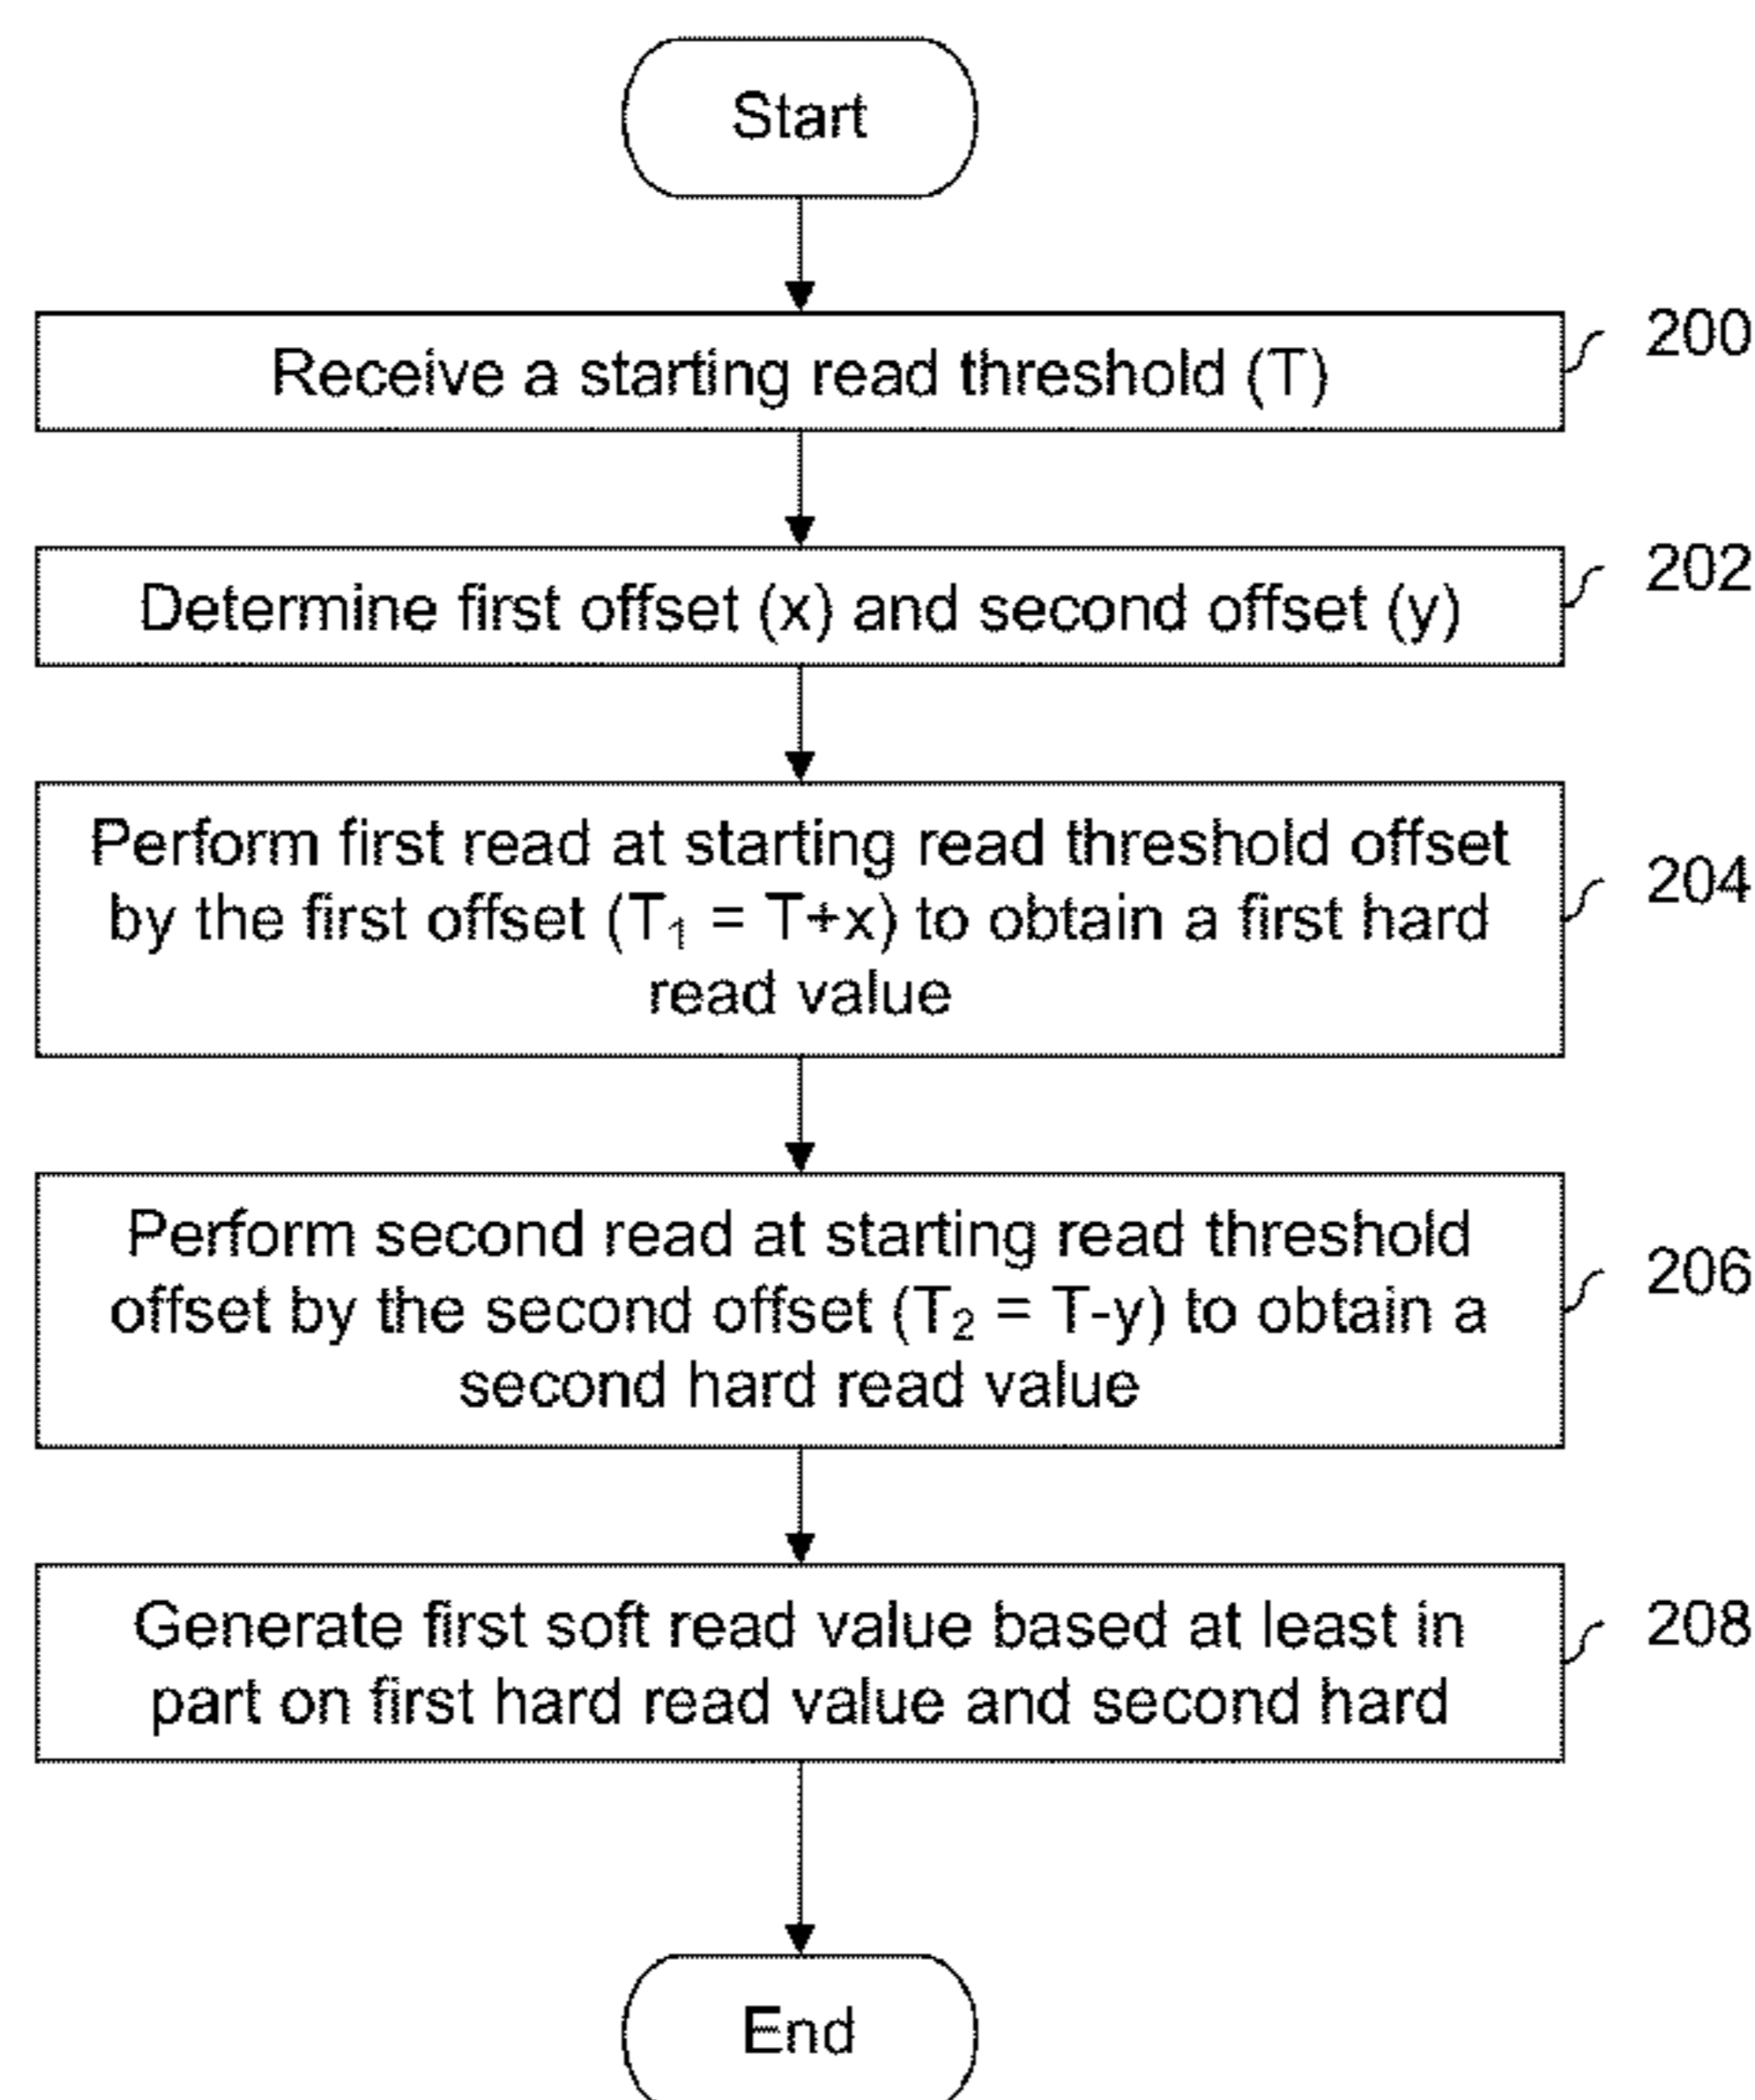 Start
Receive a starting read threshold (T)
200
Determine first offset (x) and second offset (y)
202
Perform first read at starting read threshold offset
by the first offset (T₁ = T+x) to obtain a first hard
read value
204
Perform second read at starting read threshold
offset by the second offset (T₂ = T-y) to obtain a
second hard read value
206
Generate first soft read value based at least in
part on first hard read value and second hard
208
End